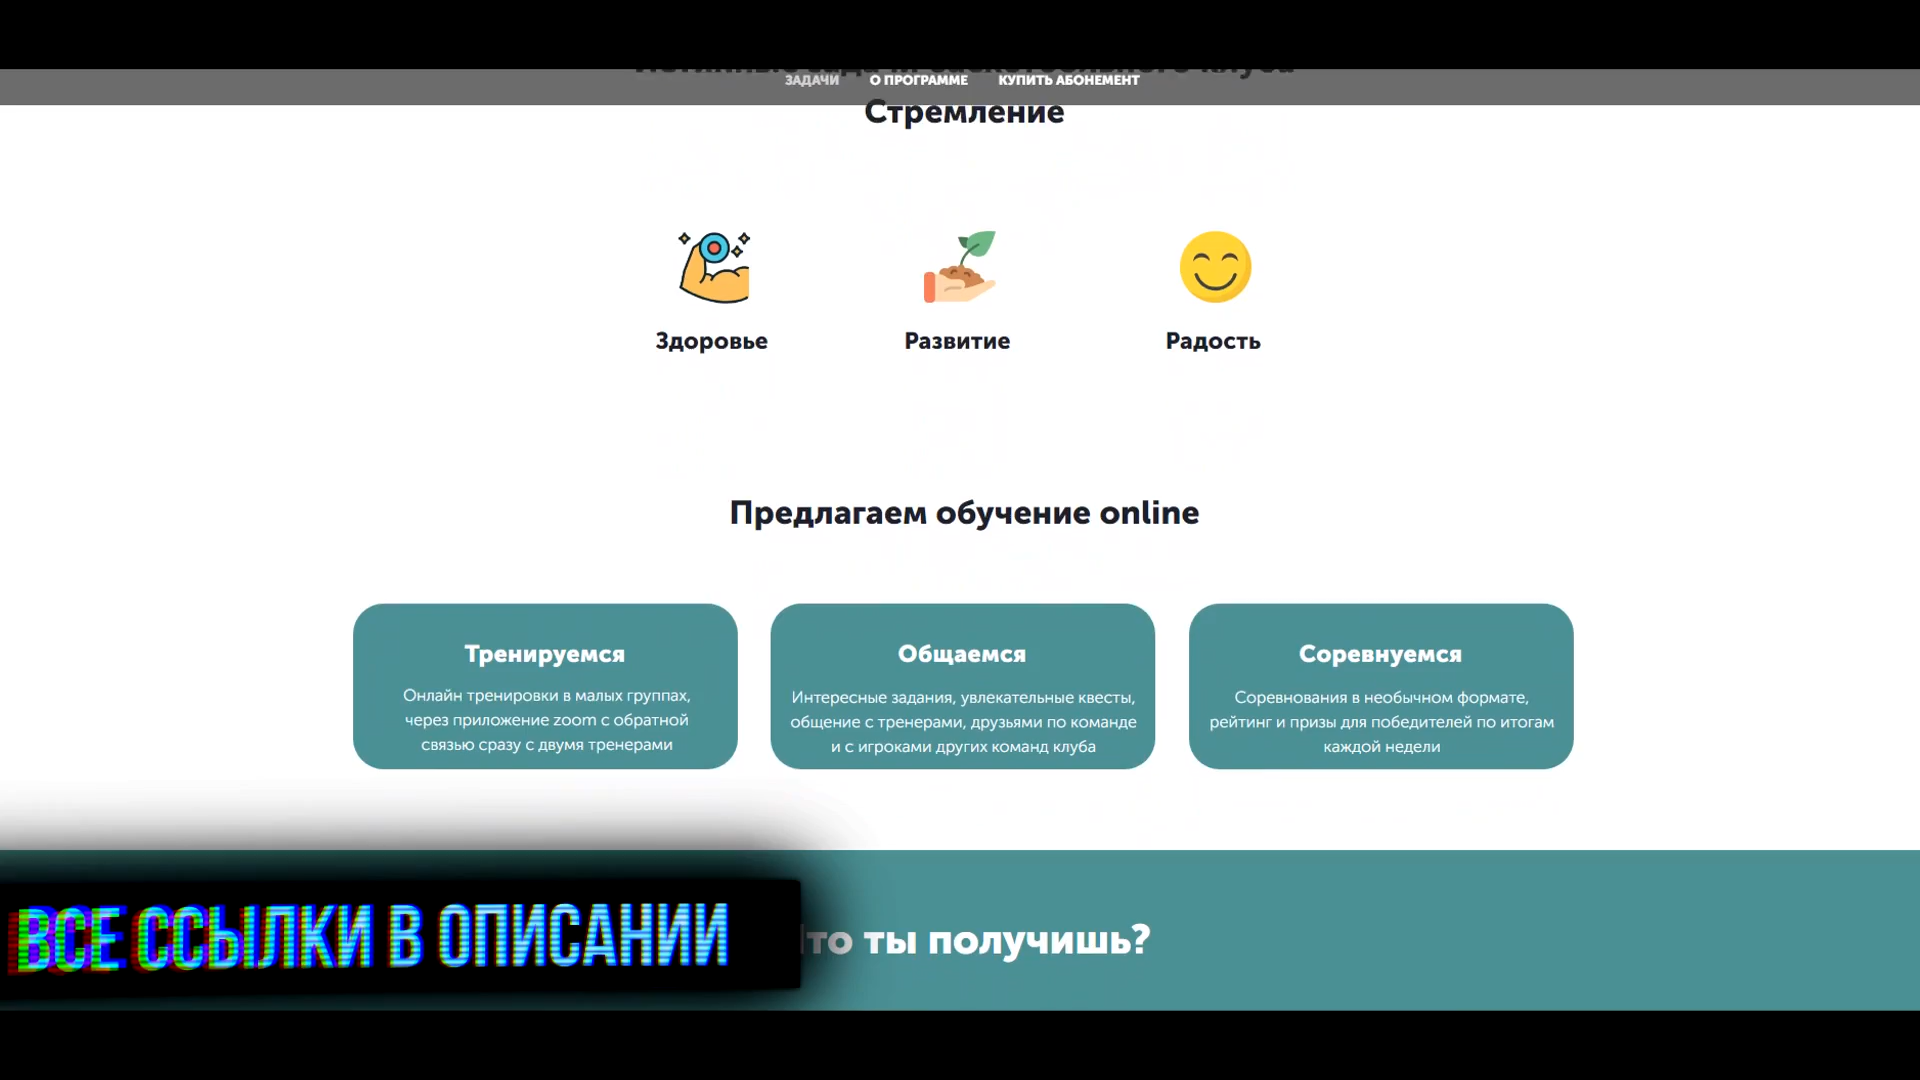 ЗАДАЧИ О ПРОГРАММЕ КУПИТЬ АБОНЕМЕНТ
Стремление
Здоровье Развитие Радость
Предлагаем обучение online
Тренируемся
Онлайн тренировки в малых группах,
через приложение zoom с обратной
связью сразу с двумя тренерами
Общаемся
Интересные задания, увлекательные квесты,
общение с тренерами, друзьями по команде
и с игроками других команд клуба
Соревнуемся
Соревнования в необычном формате,
рейтинг и призы для победителей по итогам
каждой недели
ВСЕ ССЫЛКИ В ОПИСАНИИ
ты получишь?